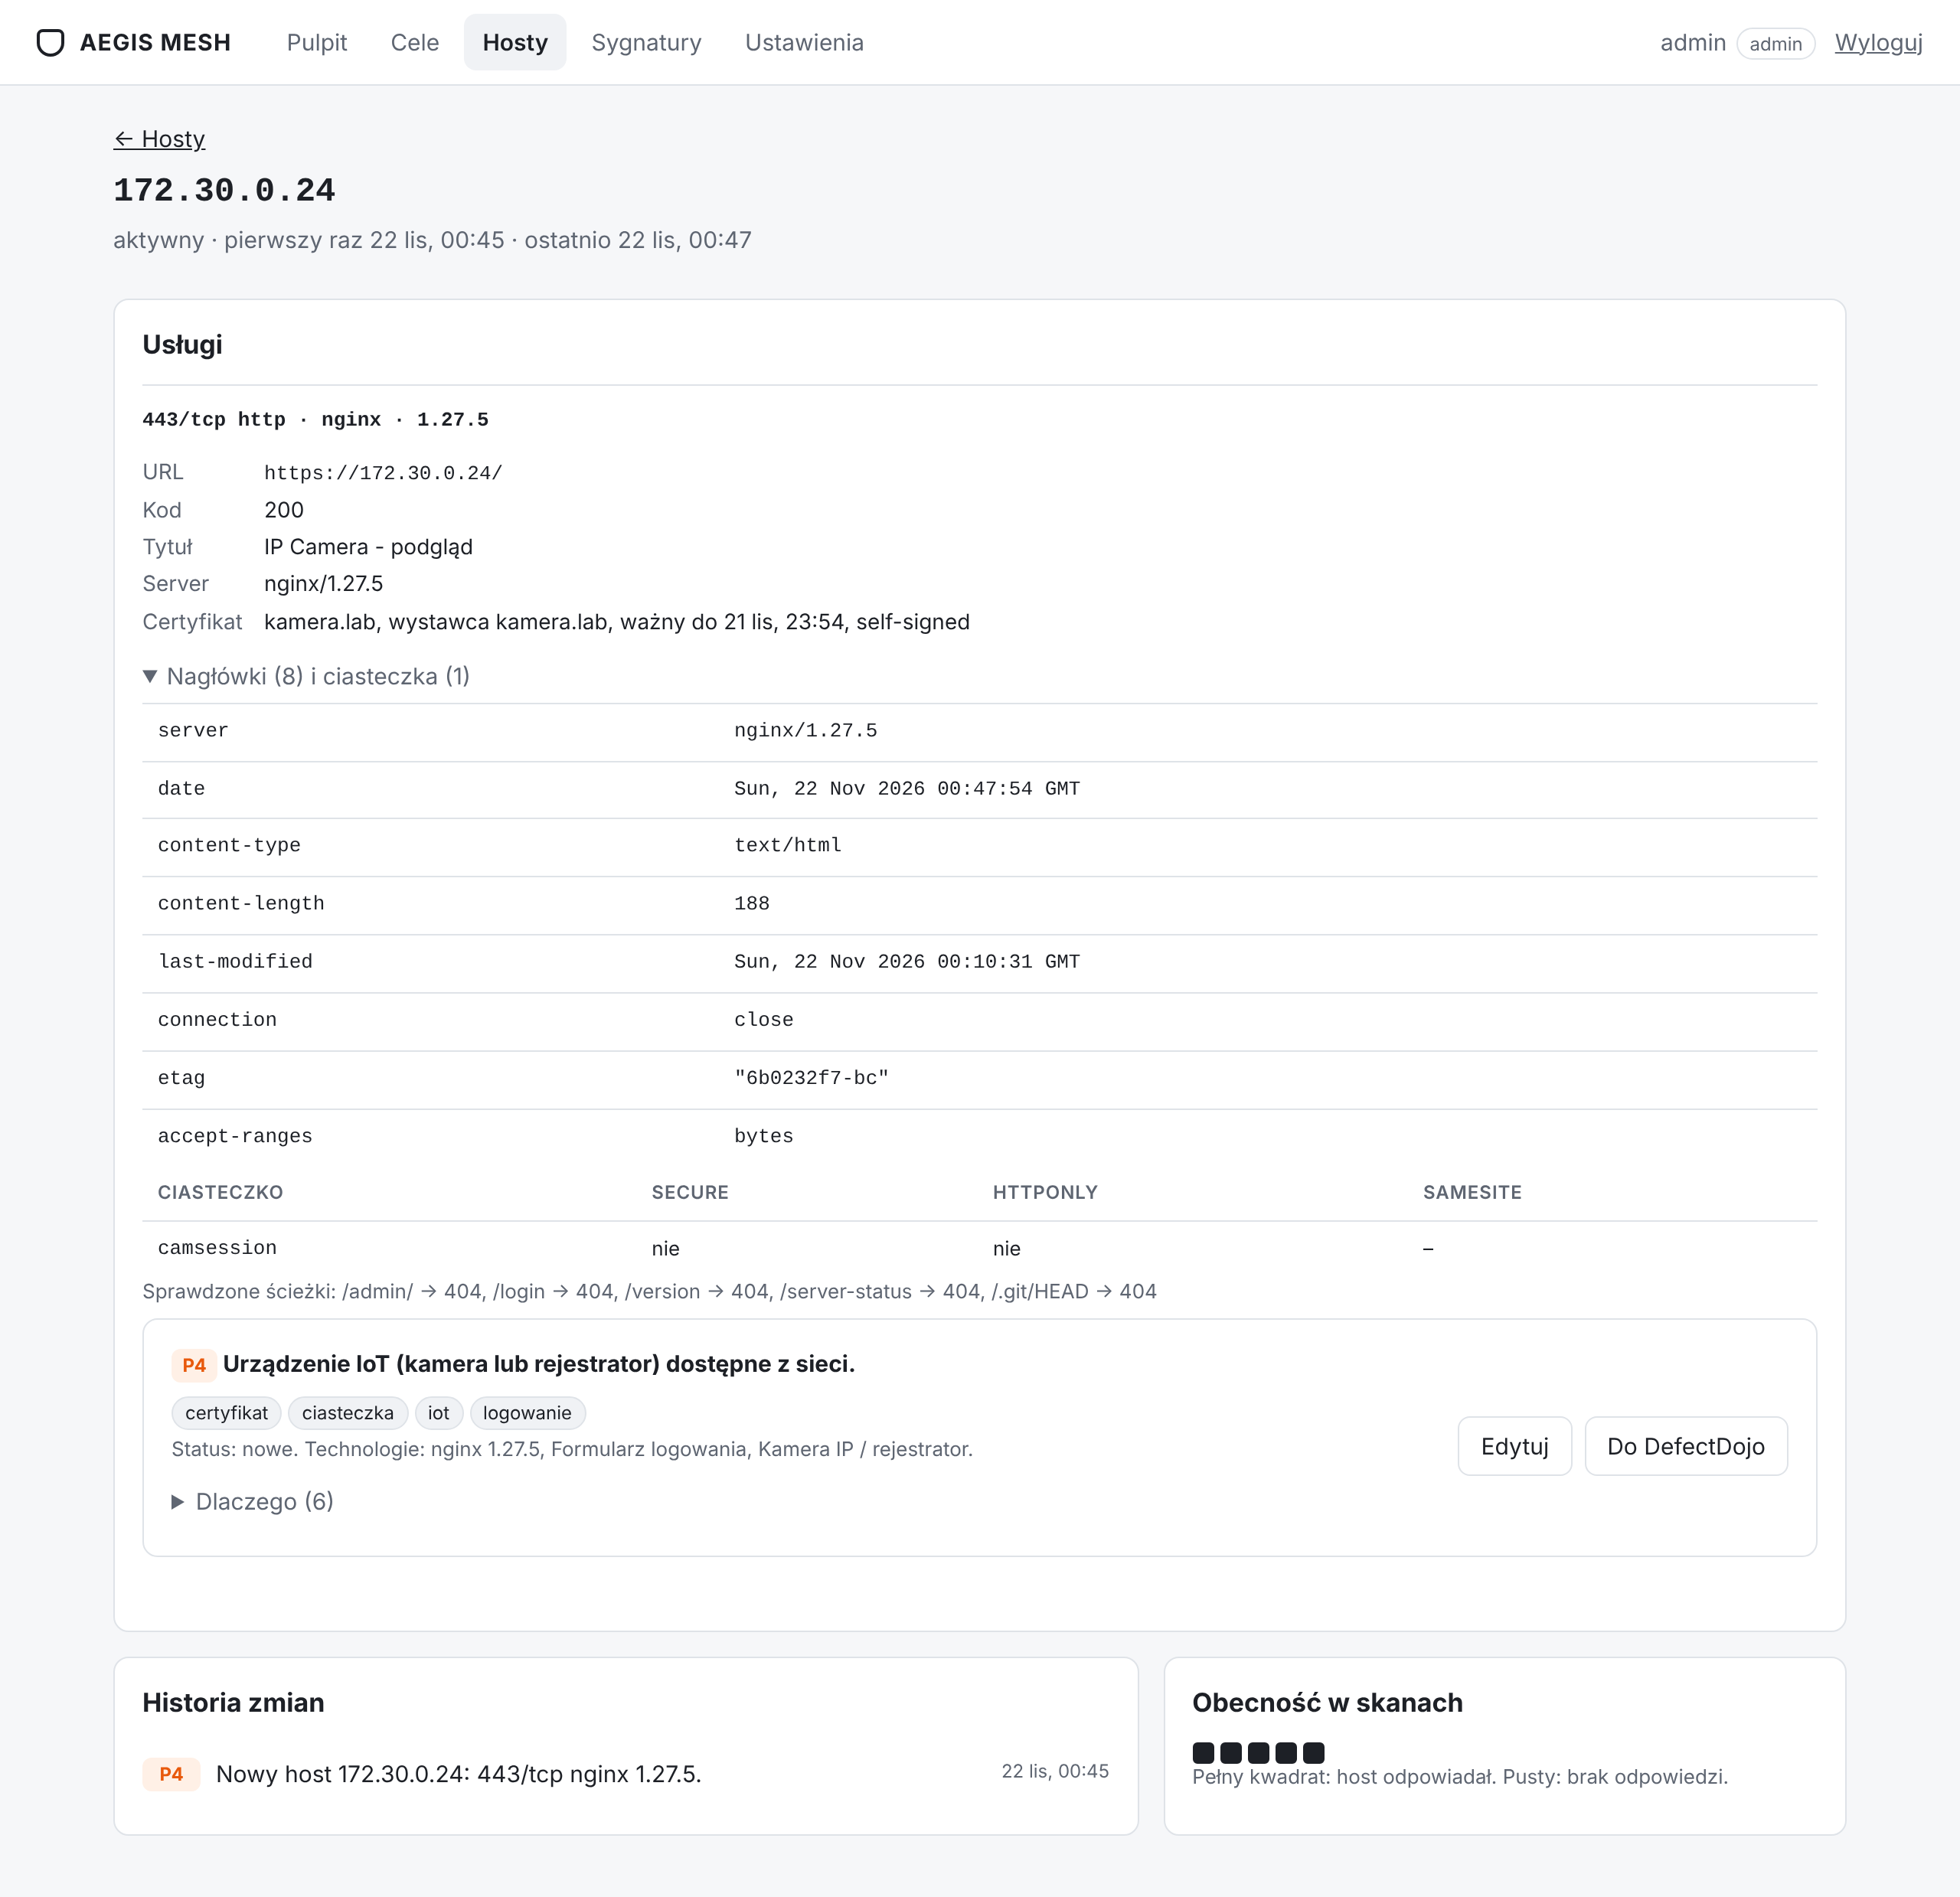 AEGIS MESH Pulpit Cele Hosty Sygnatury Ustawienia admin admin Wyloguj
← Hosty
172.30.0.24
aktywny · pierwszy raz 22 lis, 00:45 · ostatnio 22 lis, 00:47
Usługi
443/tcp http · nginx · 1.27.5
URL https://172.30.0.24/
Kod 200
Tytuł IP Camera - podgląd
Server nginx/1.27.5
Certyfikat kamera.lab, wystawca kamera.lab, ważny do 21 lis, 23:54, self-signed
▼ Nagłówki (8) i ciasteczka (1)
server nginx/1.27.5
date Sun, 22 Nov 2026 00:47:54 GMT
content-type text/html
content-length 188
last-modified Sun, 22 Nov 2026 00:10:31 GMT
connection close
etag "6b0232f7-bc"
accept-ranges bytes
CIASTECZKO SECURE HTTPONLY SAMESITE
camsession nie nie –
Sprawdzone ścieżki: /admin/ → 404, /login → 404, /version → 404, /server-status → 404, /.git/HEAD → 404
P4 Urządzenie IoT (kamera lub rejestrator) dostępne z sieci.
certyfikat ciasteczka iot logowanie
Status: nowe. Technologie: nginx 1.27.5, Formularz logowania, Kamera IP / rejestrator.
Edytuj Do DefectDojo
▶ Dlaczego (6)
Historia zmian
P4 Nowy host 172.30.0.24: 443/tcp nginx 1.27.5. 22 lis, 00:45
Obecność w skanach
Pełny kwadrat: host odpowiadał. Pusty: brak odpowiedzi.